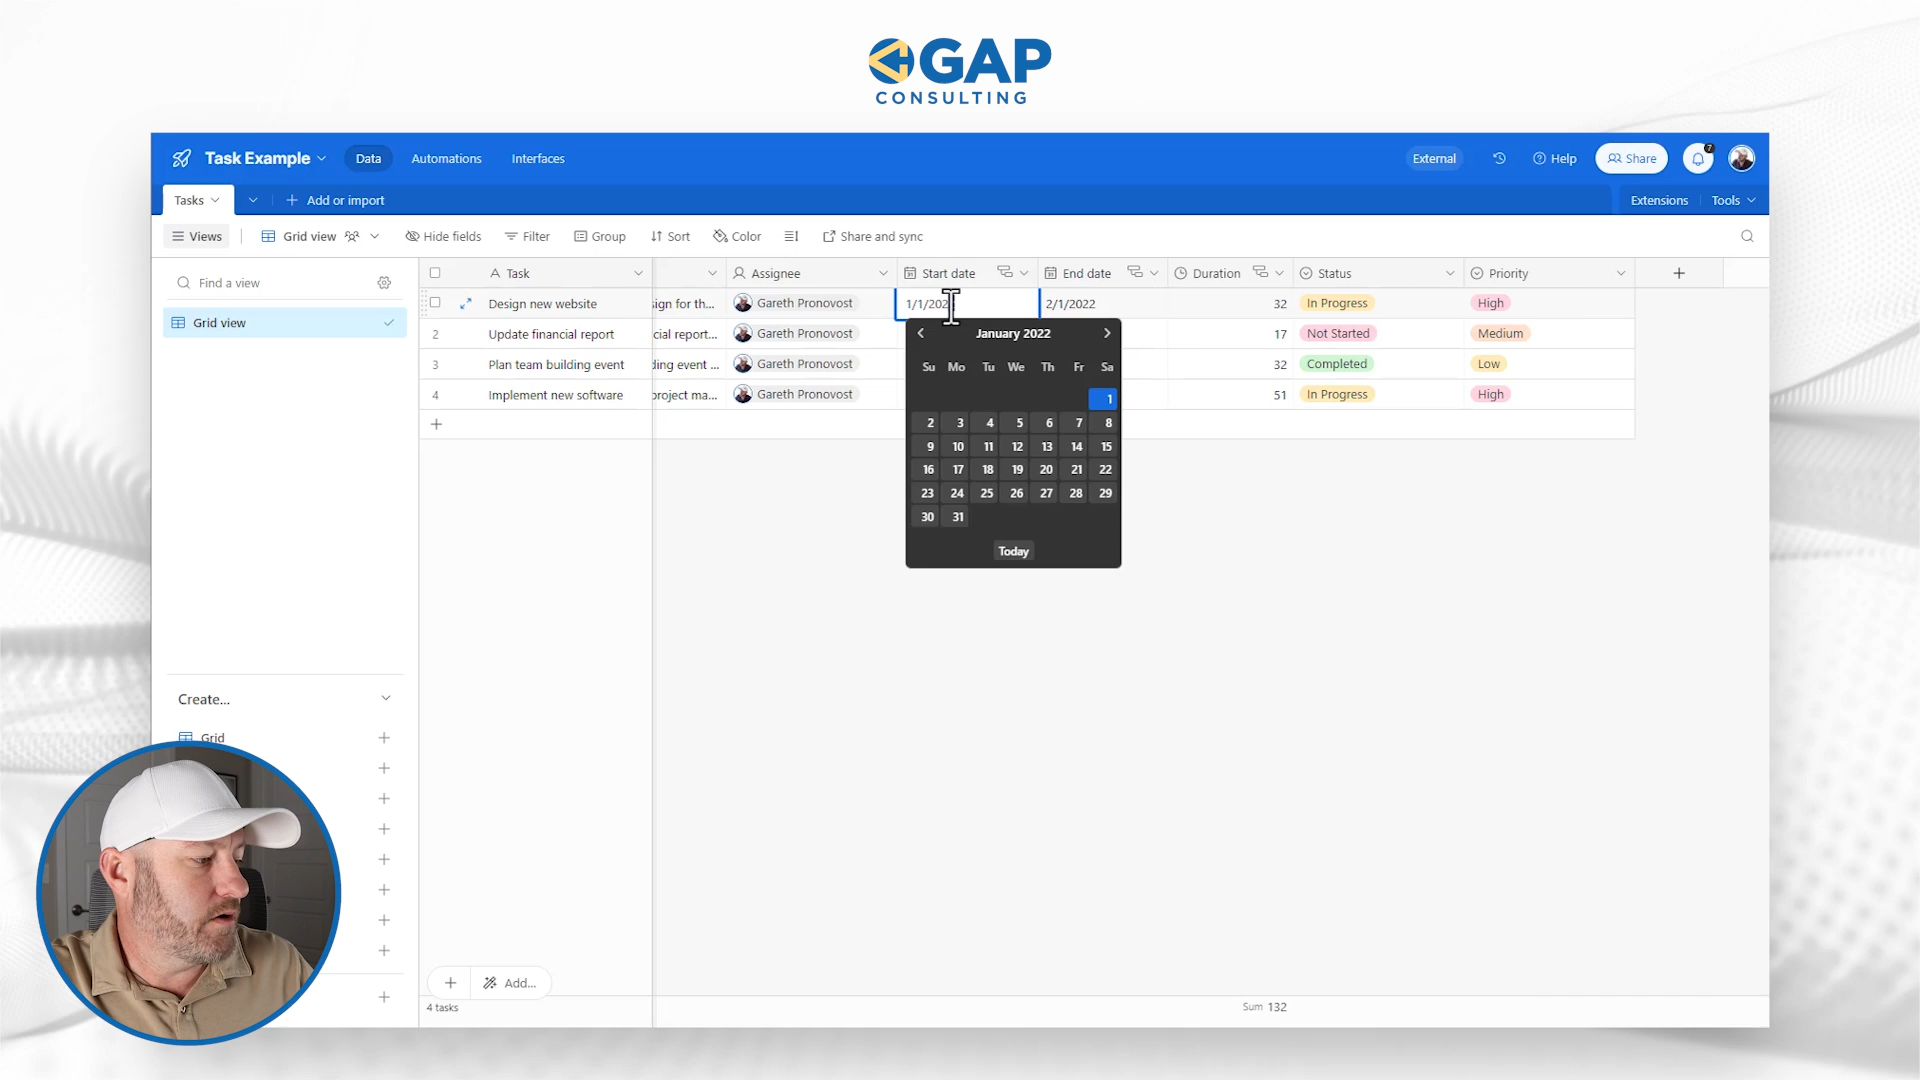 GAP
CONSULTING
Task Example
Data
Automations
Interfaces
External
Help
Share
7
Tasks
Add or import
Extensions
Tools
Views
Grid view
Hide fields
Filter
Group
Sort
Color
Share and sync
Find a view
Grid view
Task
Assignee
Start date
End date
Duration
Status
Priority
Design new website
sign for th...
Gareth Pronovost
1/1/202
2/1/2022
32
In Progress
High
2
Update financial report
cial report...
Gareth Pronovost
17
Not Started
Medium
3
Plan team building event
ding event ...
Gareth Pronovost
32
Completed
Low
4
Implement new software
project ma...
Gareth Pronovost
51
In Progress
High
January 2022
Su Mo Tu We Th Fr Sa
1
2 3 4 5 6 7 8
9 10 11 12 13 14 15
16 17 18 19 20 21 22
23 24 25 26 27 28 29
30 31
Today
Create...
Grid
Add...
4 tasks
Sum 132